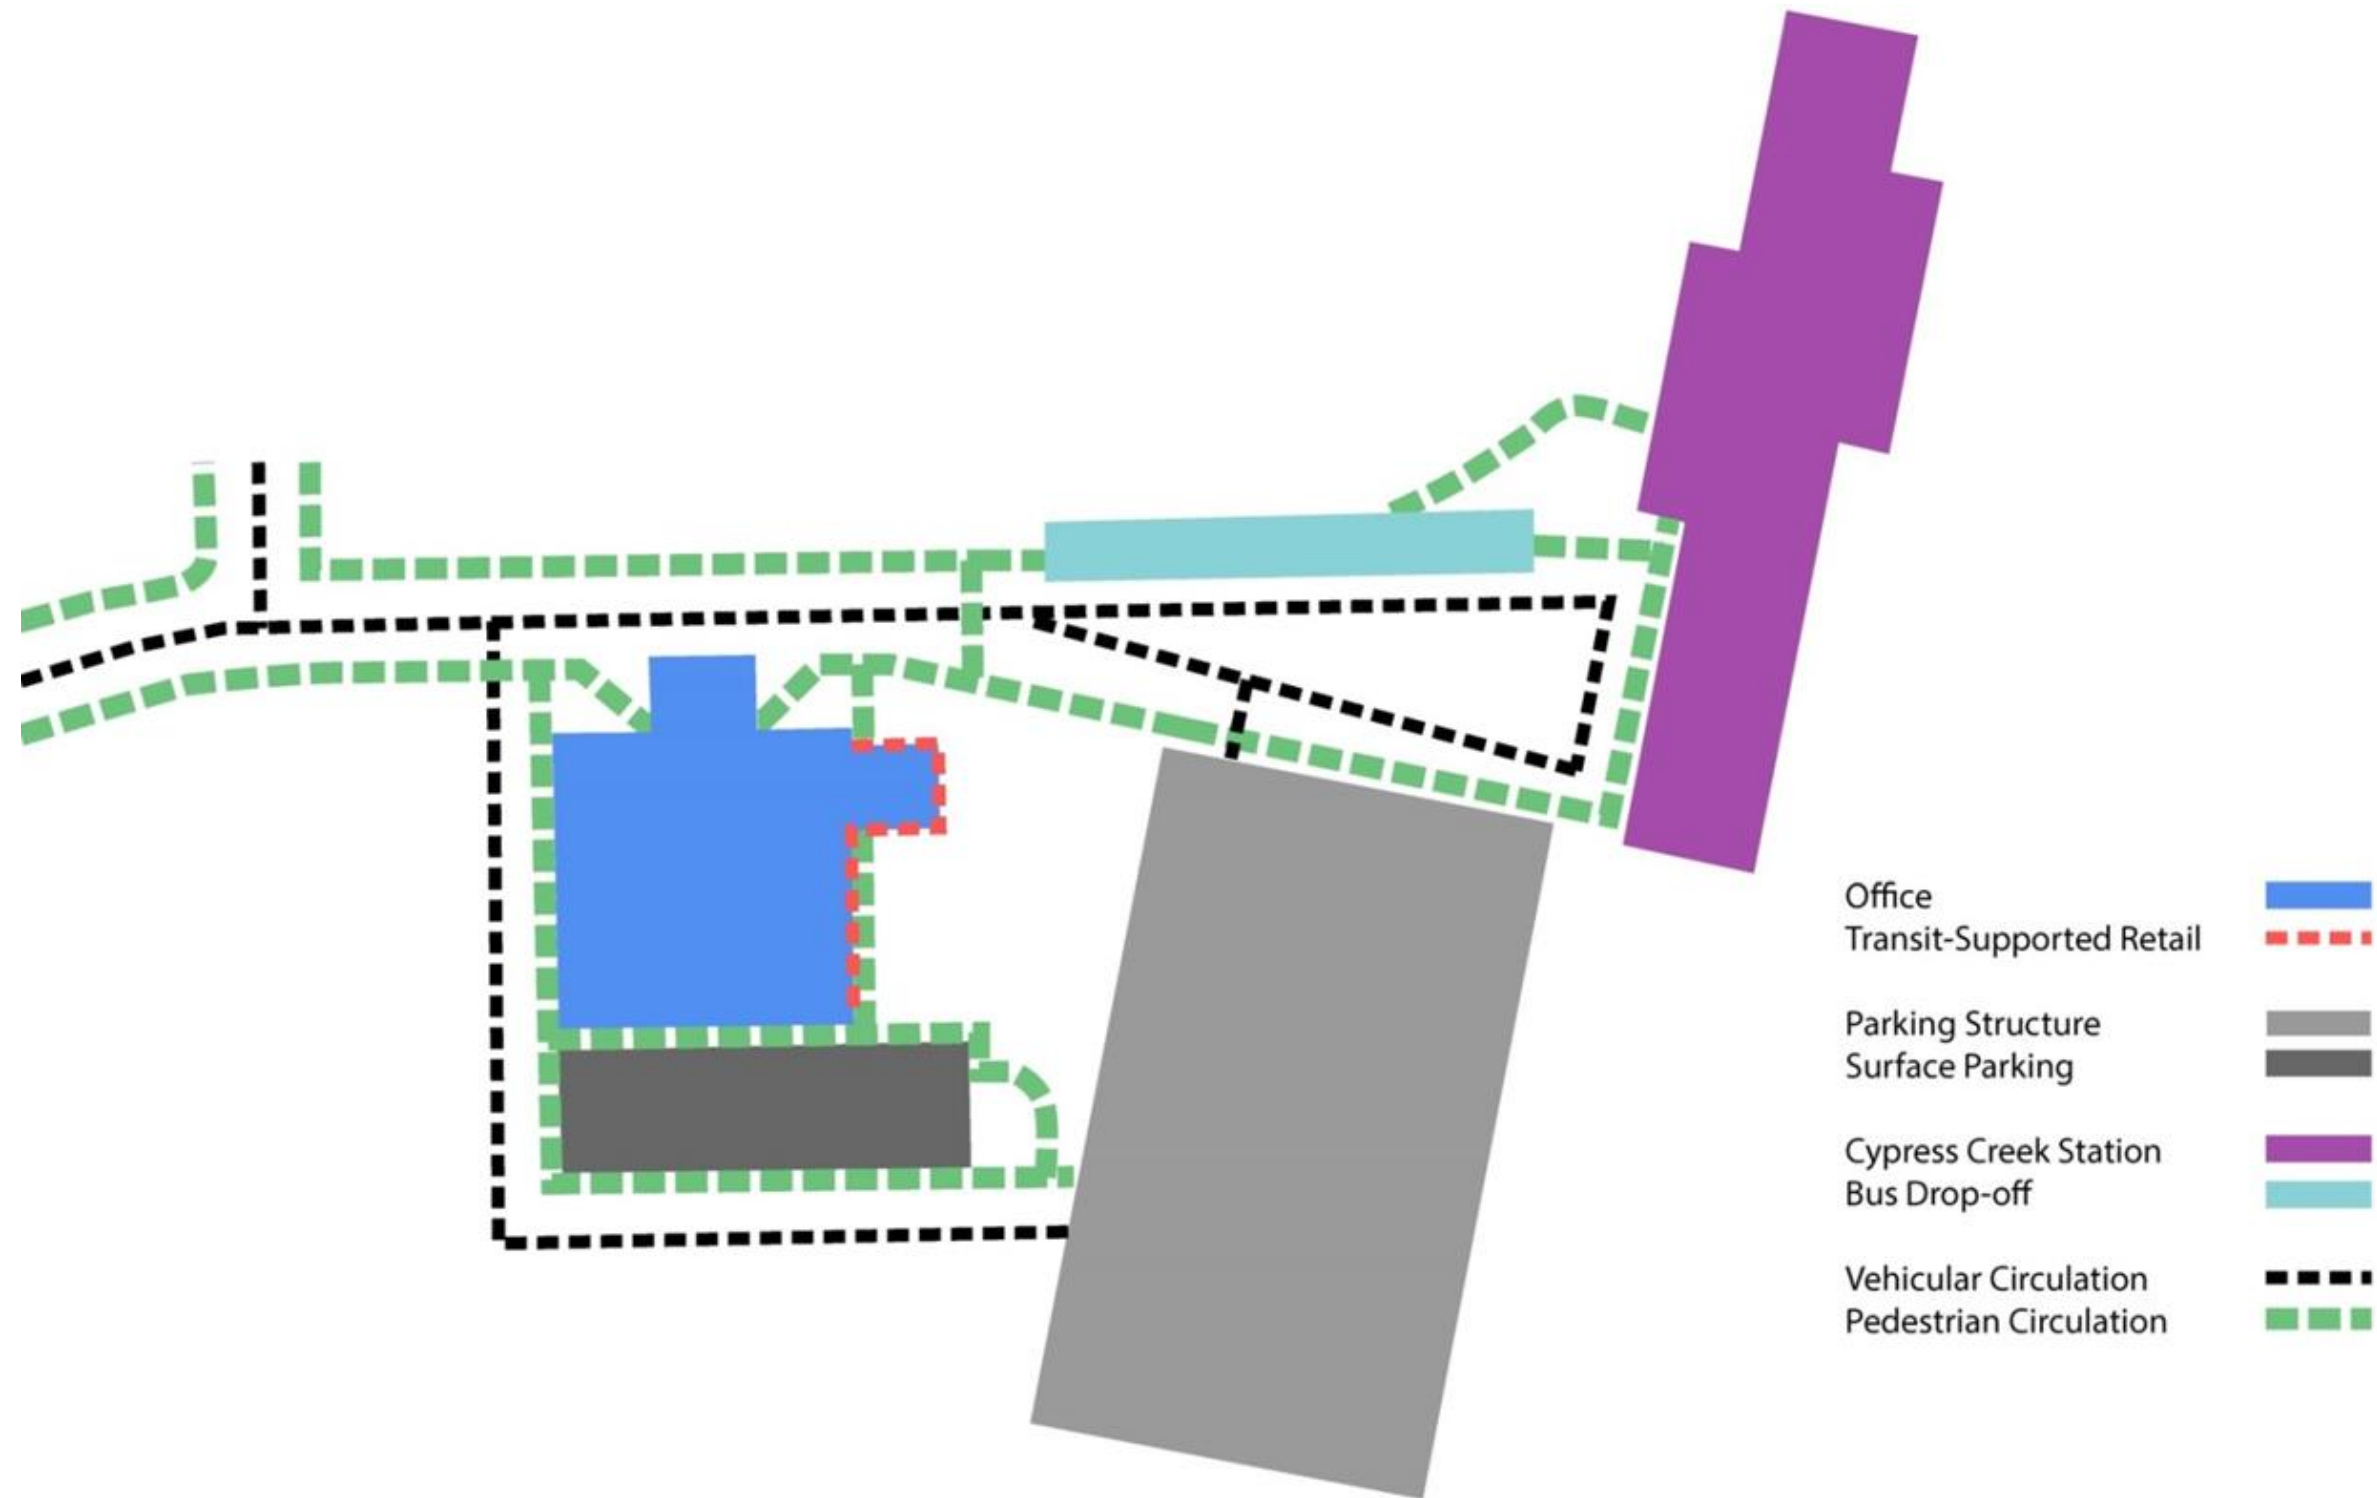 Office
Transit-Supported Retail
Parking Structure
Surface Parking
Cypress Creek Station
Bus Drop-off
Vehicular Circulation
Pedestrian Circulation